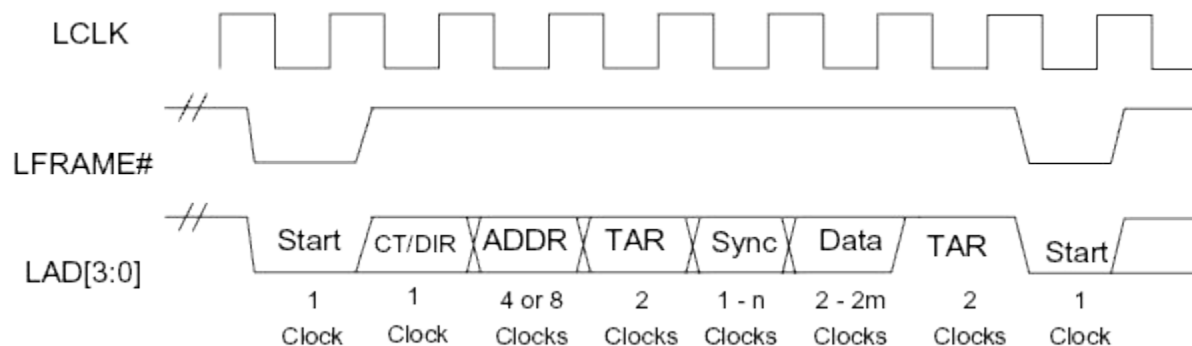 LCLK
LFRAME#
LAD[3:0]
Start CT/DIR ADDR TAR Sync Data TAR Start
1 1 4 or 8 2 1 - n 2 - 2m 2 1
Clock Clock Clocks Clocks Clocks Clocks Clocks Clock